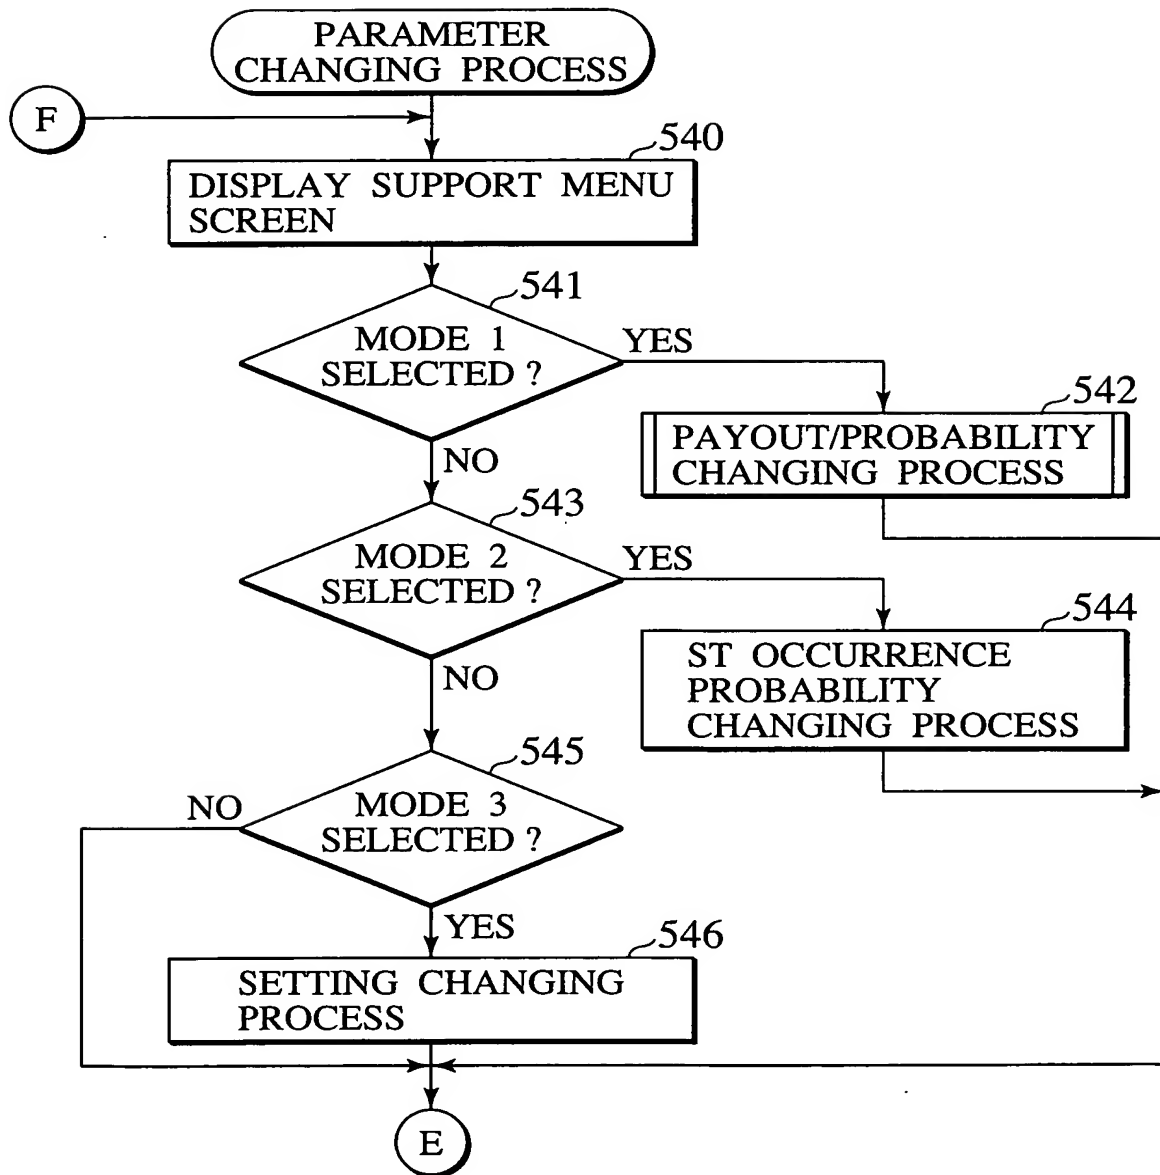 PARAMETER
CHANGING PROCESS
F
540
DISPLAY SUPPORT MENU
SCREEN
541
MODE 1
SELECTED ?
YES
NO
542
PAYOUT/PROBABILITY
CHANGING PROCESS
543
MODE 2
SELECTED ?
YES
NO
544
ST OCCURRENCE
PROBABILITY
CHANGING PROCESS
545
MODE 3
SELECTED ?
NO
YES
546
SETTING CHANGING
PROCESS
E